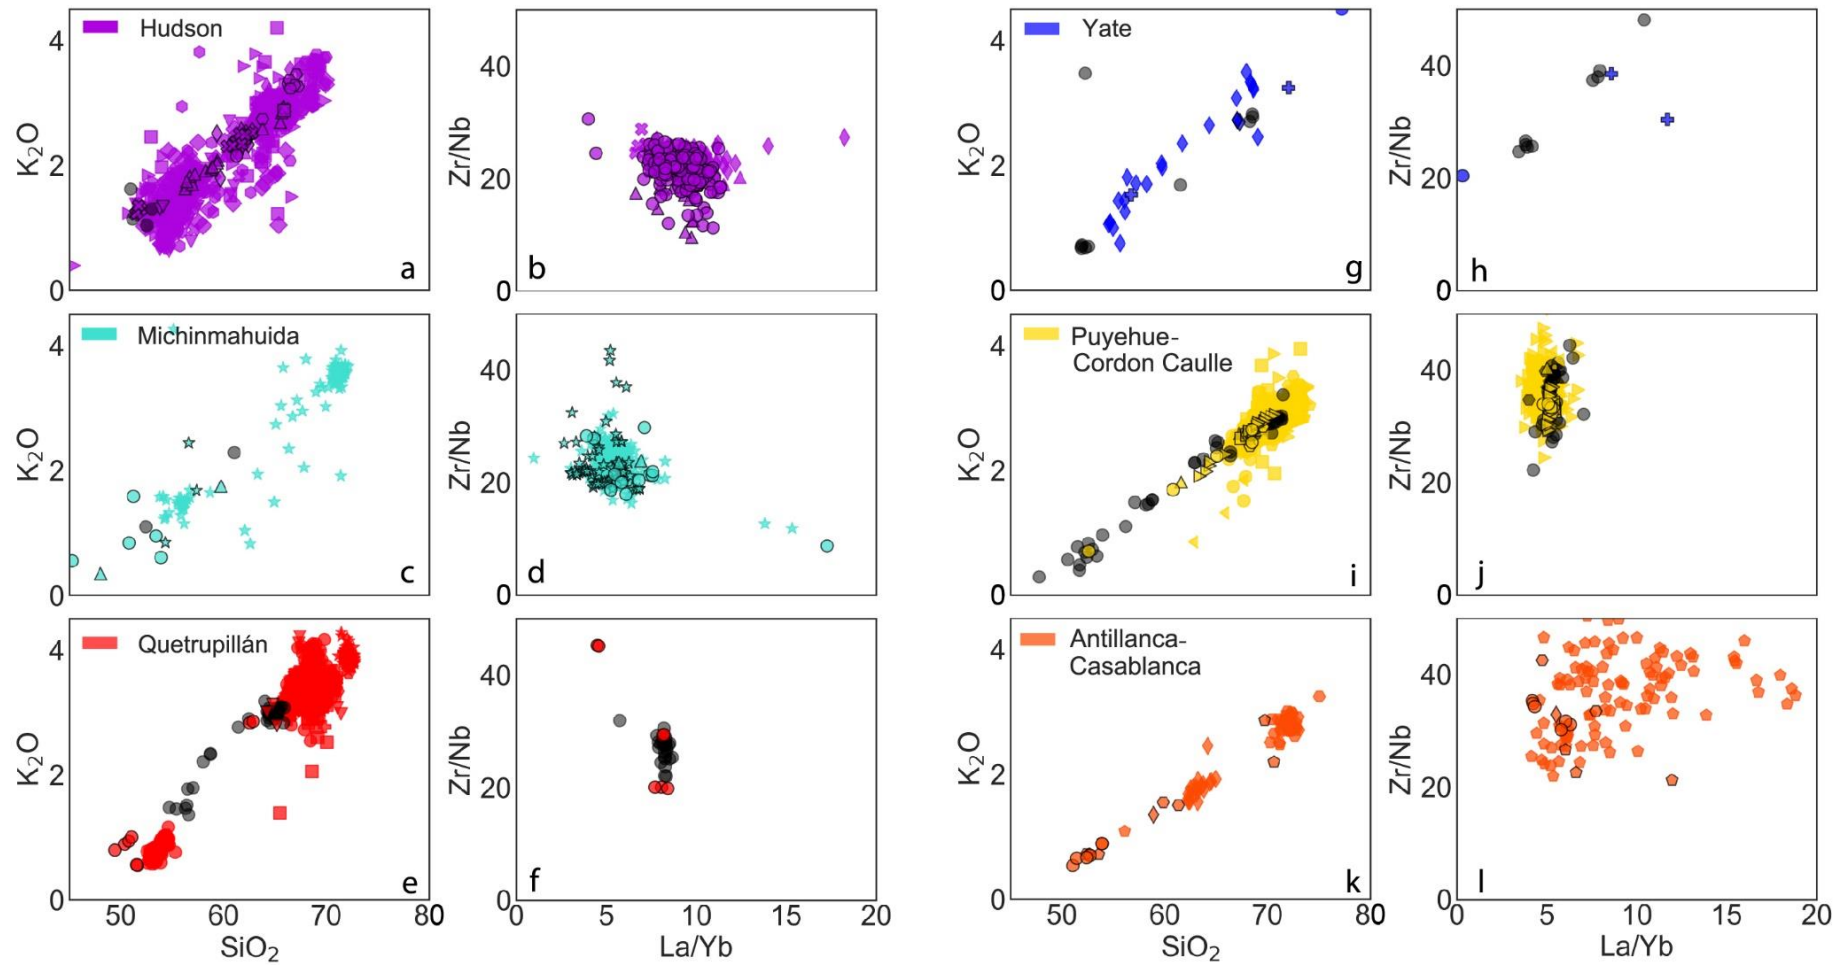 Hudson
4
2
0
K₂O
a
40
20
0
Zr/Nb
b
Yate
4
2
0
K₂O
g
40
20
0
Zr/Nb
h
Michinmahuida
4
2
0
K₂O
c
40
20
0
Zr/Nb
d
Puyehue-
Cordon Caulle
4
2
0
K₂O
i
40
20
0
Zr/Nb
j
Quetrupillán
4
2
0
K₂O
e
50
60
70
80
SiO₂
40
20
0
Zr/Nb
f
0
5
10
15
20
La/Yb
Antillanca-
Casablanca
4
2
0
K₂O
k
50
60
70
80
SiO₂
40
20
0
Zr/Nb
l
0
5
10
15
20
La/Yb